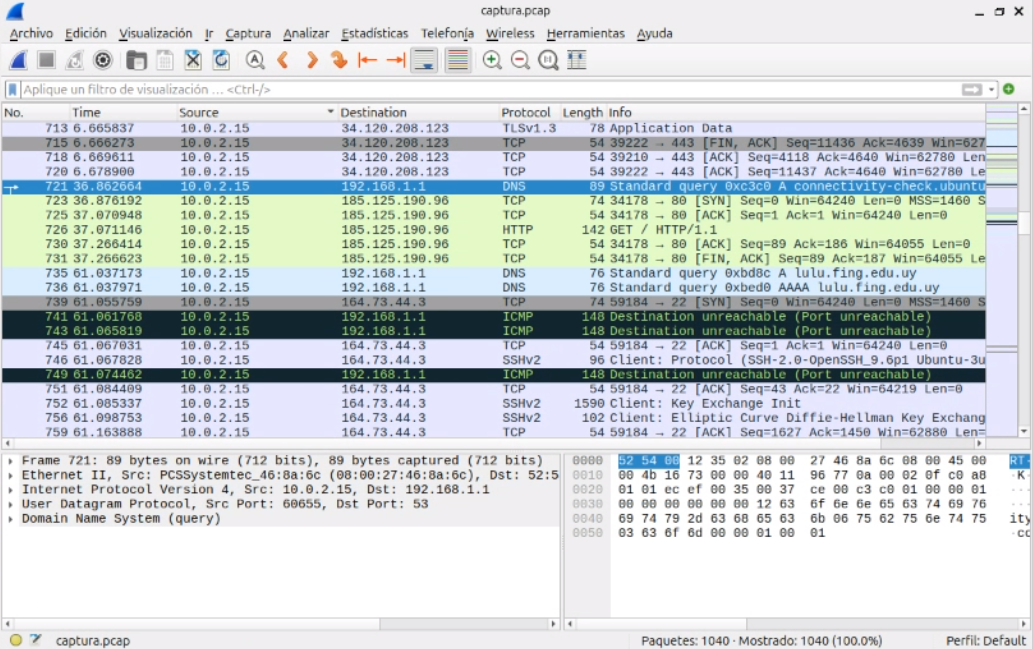 captura.pcap
Archivo Edición Visualización Ir Captura Analizar Estadísticas Telefonía Wireless Herramientas Ayuda
Aplique un filtro de visualización ... <Ctrl-/>
No. Time Source Destination Protocol Length Info
713 6.665837 10.0.2.15 34.120.208.123 TLSv1.3 78 Application Data
715 6.666273 10.0.2.15 34.120.208.123 TCP 54 39222 → 443 [FIN, ACK] Seq=11436 Ack=4639 Win=627
718 6.669611 10.0.2.15 34.120.208.123 TCP 54 39210 → 443 [ACK] Seq=4118 Ack=4640 Win=62780 Len
720 6.678900 10.0.2.15 34.120.208.123 TCP 54 39222 → 443 [ACK] Seq=11437 Ack=4640 Win=62780 Le
721 36.862664 10.0.2.15 192.168.1.1 DNS 89 Standard query 0xc3c0 A connectivity-check.ubuntu
723 36.876192 10.0.2.15 185.125.190.96 TCP 74 34178 → 80 [SYN] Seq=0 Win=64240 Len=0 MSS=1460 S
725 37.070948 10.0.2.15 185.125.190.96 TCP 54 34178 → 80 [ACK] Seq=1 Ack=1 Win=64240 Len=0
726 37.071146 10.0.2.15 185.125.190.96 HTTP 142 GET / HTTP/1.1
730 37.266414 10.0.2.15 185.125.190.96 TCP 54 34178 → 80 [ACK] Seq=89 Ack=186 Win=64055 Len=0
731 37.266623 10.0.2.15 185.125.190.96 TCP 54 34178 → 80 [FIN, ACK] Seq=89 Ack=187 Win=64055 Le
735 61.037173 10.0.2.15 192.168.1.1 DNS 76 Standard query 0xbd8c A lulu.fing.edu.uy
736 61.037971 10.0.2.15 192.168.1.1 DNS 76 Standard query 0xbed0 AAAA lulu.fing.edu.uy
739 61.055759 10.0.2.15 164.73.44.3 TCP 74 59184 → 22 [SYN] Seq=0 Win=64240 Len=0 MSS=1460 S
741 61.061768 10.0.2.15 192.168.1.1 ICMP 148 Destination unreachable (Port unreachable)
743 61.065819 10.0.2.15 192.168.1.1 ICMP 148 Destination unreachable (Port unreachable)
745 61.067031 10.0.2.15 164.73.44.3 TCP 54 59184 → 22 [ACK] Seq=1 Ack=1 Win=64240 Len=0
746 61.067828 10.0.2.15 164.73.44.3 SSHv2 96 Client: Protocol (SSH-2.0-OpenSSH_9.6p1 Ubuntu-3u
749 61.074462 10.0.2.15 192.168.1.1 ICMP 148 Destination unreachable (Port unreachable)
751 61.084409 10.0.2.15 164.73.44.3 TCP 54 59184 → 22 [ACK] Seq=43 Ack=22 Win=64219 Len=0
752 61.085337 10.0.2.15 164.73.44.3 SSHv2 1590 Client: Key Exchange Init
756 61.098753 10.0.2.15 164.73.44.3 SSHv2 102 Client: Elliptic Curve Diffie-Hellman Key Exchang
759 61.163888 10.0.2.15 164.73.44.3 TCP 54 59184 → 22 [ACK] Seq=1627 Ack=1450 Win=62880 Len=
Frame 721: 89 bytes on wire (712 bits), 89 bytes captured (712 bits)
Ethernet II, Src: PCSSystemtec_46:8a:6c (08:00:27:46:8a:6c), Dst: 52:5
Internet Protocol Version 4, Src: 10.0.2.15, Dst: 192.168.1.1
User Datagram Protocol, Src Port: 60655, Dst Port: 53
Domain Name System (query)
0000 52 54 00 12 35 02 08 00 27 46 8a 6c 08 00 45 00 RT·
0010 00 4b 16 73 00 00 40 11 96 77 0a 00 02 0f c0 a8 ·K·
0020 01 01 ec ef 00 35 00 37 ce 00 c3 c0 01 00 00 01 ···
0030 00 00 00 00 00 00 12 63 6f 6e 6e 65 63 74 69 76 ···
0040 69 74 79 2d 63 68 65 63 6b 06 75 62 75 6e 74 75 ity
0050 03 63 6f 6d 00 00 01 00 01 ·co
captura.pcap Paquetes: 1040 · Mostrado: 1040 (100.0%) Perfil: Default